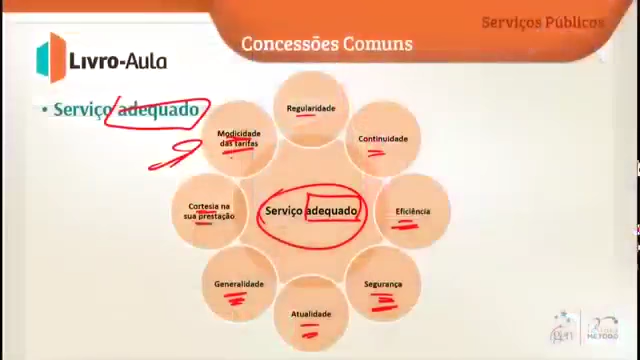 Serviços Públicos
Concessões Comuns
LIVRO-AULA
• Serviço adequado
Regularidade
Modicidade
das tarifas
Continuidade
Cortesia na
sua prestação
Serviço adequado
Eficiência
Generalidade
Segurança
Atualidade
MÉTODO